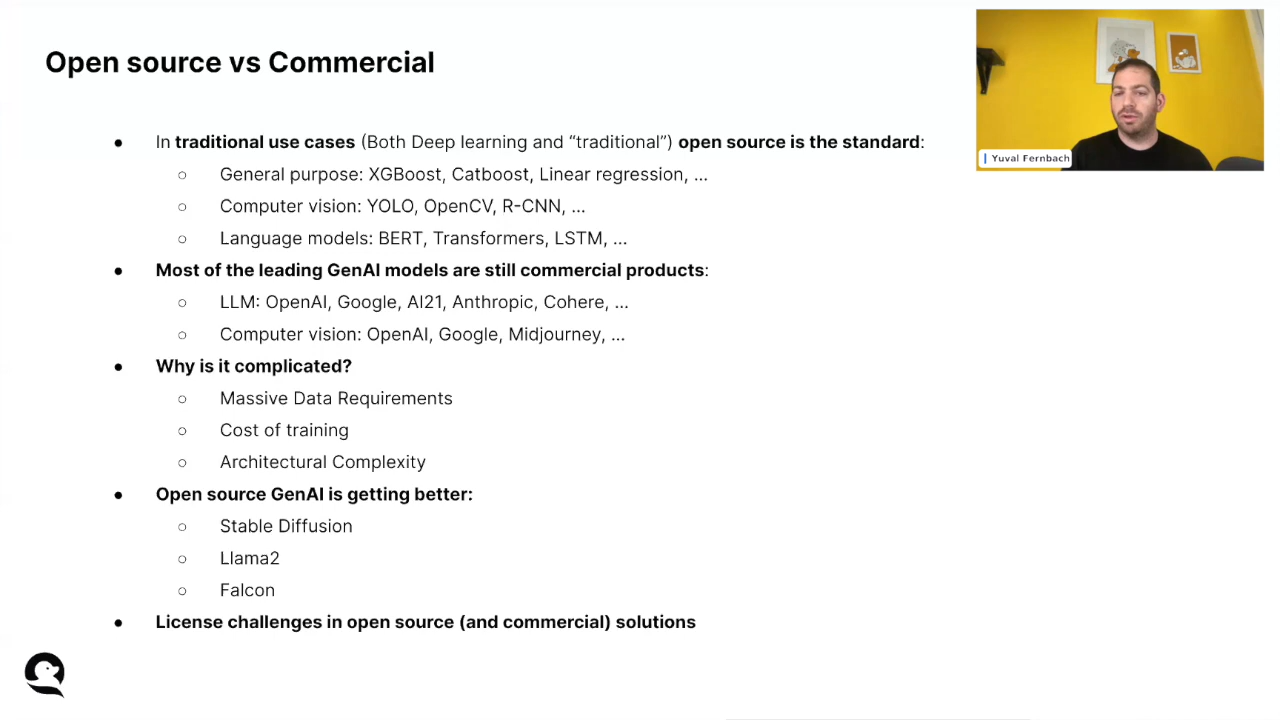 Open source vs Commercial
Yuval Fernbach
● In traditional use cases (Both Deep learning and “traditional”) open source is the standard:
○ General purpose: XGBoost, Catboost, Linear regression, ...
○ Computer vision: YOLO, OpenCV, R-CNN, ...
○ Language models: BERT, Transformers, LSTM, ...
● Most of the leading GenAI models are still commercial products:
○ LLM: OpenAI, Google, AI21, Anthropic, Cohere, ...
○ Computer vision: OpenAI, Google, Midjourney, ...
● Why is it complicated?
○ Massive Data Requirements
○ Cost of training
○ Architectural Complexity
● Open source GenAI is getting better:
○ Stable Diffusion
○ Llama2
○ Falcon
● License challenges in open source (and commercial) solutions